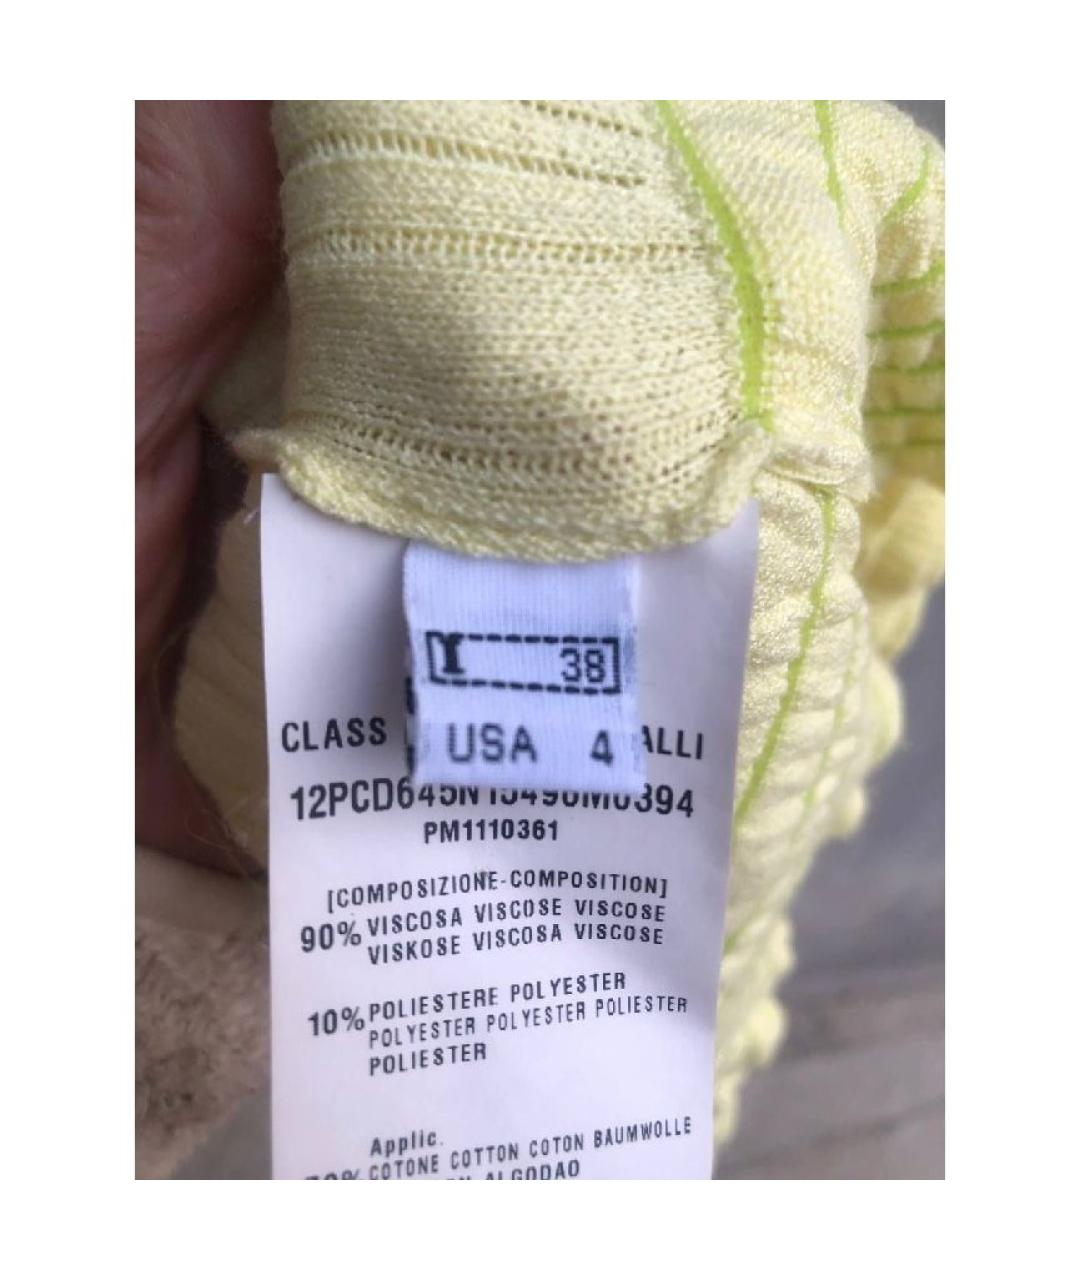 I 38
USA 4
CLASS ALLI
PM1110361
[COMPOSIZIONE-COMPOSITION]
90% VISCOSA VISCOSE VISCOSE
VISKOSE VISCOSA VISCOSE
10% POLIESTERE POLYESTER
POLYESTER POLYESTER POLIESTER
POLIESTER
Applic.
COTONE COTTON COTON BAUMWOLLE
ALGODAO